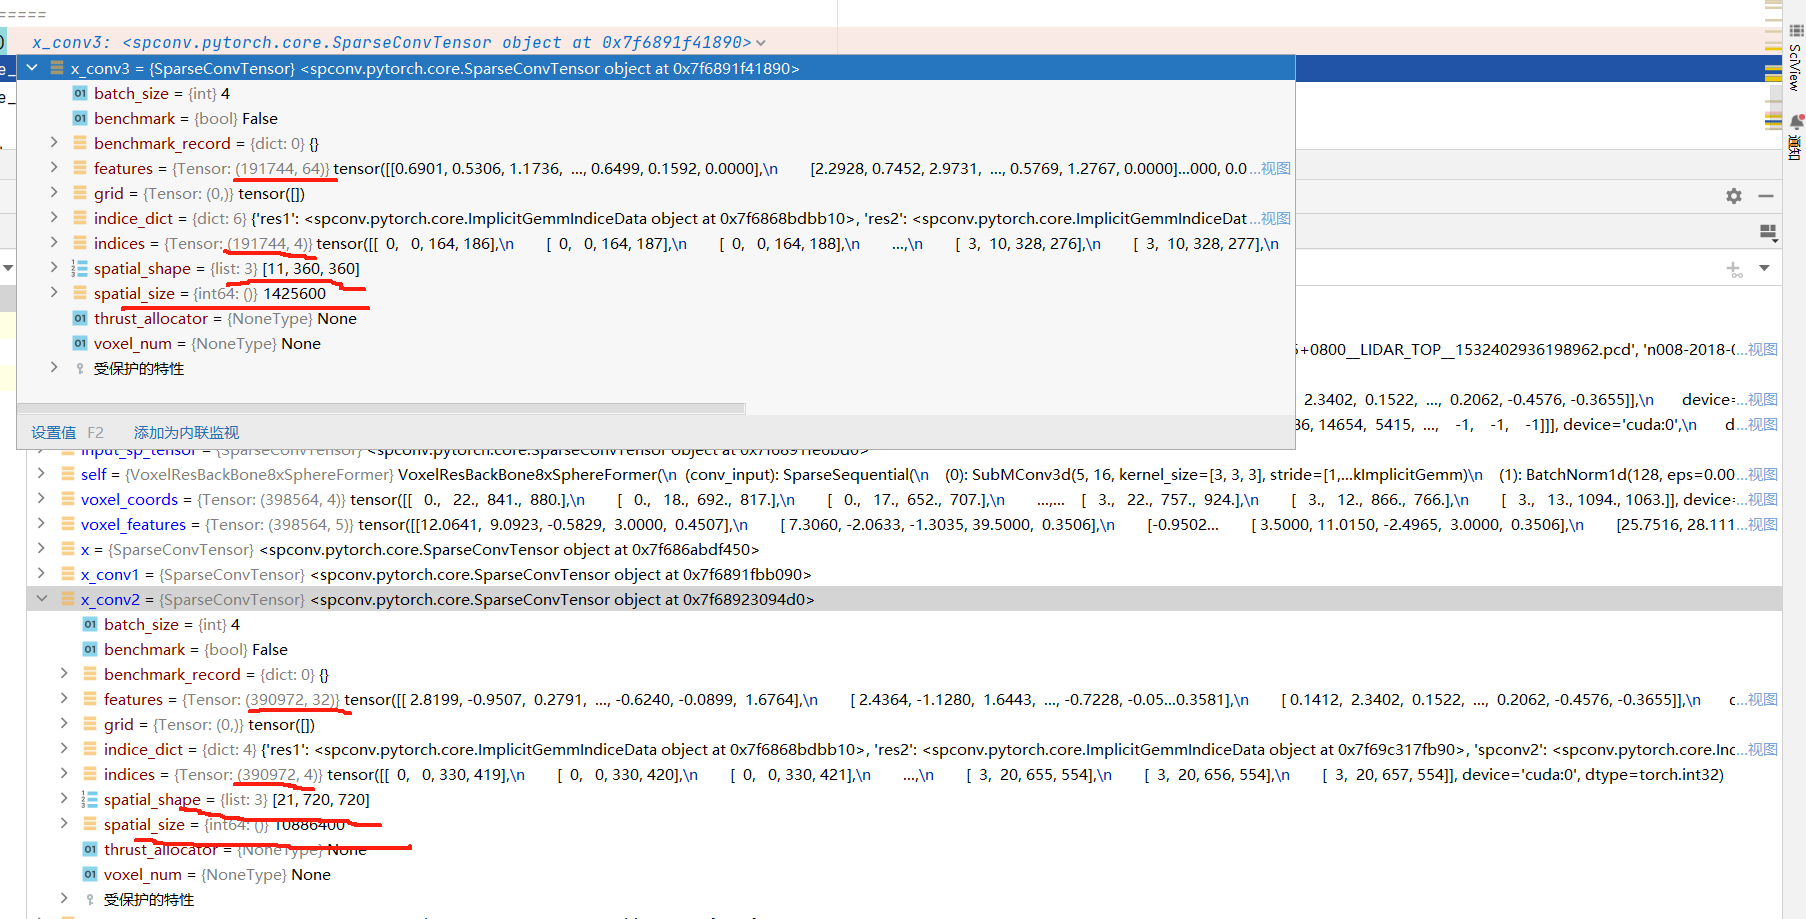 =====
x_conv3: <spconv.pytorch.core.SparseConvTensor object at 0x7f6891f41890>
x_conv3 = {SparseConvTensor} <spconv.pytorch.core.SparseConvTensor object at 0x7f6891f41890>
batch_size = {int} 4
benchmark = {bool} False
benchmark_record = {dict: 0} {}
features = {Tensor: (191744, 64)} tensor([[0.6901, 0.5306, 1.1736,  ..., 0.6499, 0.1592, 0.0000],\n        [2.2928, 0.7452, 2.9731,  ..., 0.5769, 1.2767, 0.0000]...000, 0.0 ...视图
grid = {Tensor: (0,)} tensor([])
indice_dict = {dict: 6} {'res1': <spconv.pytorch.core.ImplicitGemmIndiceData object at 0x7f6868bdbb10>, 'res2': <spconv.pytorch.core.ImplicitGemmIndiceDat ...视图
indices = {Tensor: (191744, 4)} tensor([[  0,   0, 164, 186],\n        [  0,   0, 164, 187],\n        [  0,   0, 164, 188],\n        ...,\n        [  3,  10, 328, 276],\n        [  3,  10, 328, 277],\n
spatial_shape = {list: 3} [11, 360, 360]
spatial_size = {int64: ()} 1425600
thrust_allocator = {NoneType} None
voxel_num = {NoneType} None
受保护的特性
设置值 F2 添加为内联监视
SciView
通知
5+0800__LIDAR_TOP__1532402936198962.pcd', 'n008-2018-0...视图
2.3402, 0.1522,  ..., 0.2062, -0.4576, -0.3655]],\n       device=...视图
36, 14654,  5415,  ...,    -1,    -1,    -1]]], device='cuda:0',\n       d...视图
input_sp_tensor = {SparseConvTensor} <spconv.pytorch.core.SparseConvTensor object at 0x7f6891fe6bd0>
self = {VoxelResBackBone8xSphereFormer} VoxelResBackBone8xSphereFormer(\n  (conv_input): SparseSequential(\n    (0): SubMConv3d(5, 16, kernel_size=[3, 3, 3], stride=[1,...kImplicitGemm)\n    (1): BatchNorm1d(128, eps=0.00...视图
voxel_coords = {Tensor: (398564, 4)} tensor([[   0.,   22.,  841.,  880.],\n        [   0.,   18.,  692.,  817.],\n        [   0.,   17.,  652.,  707.],\n        ...,... [   3.,   22.,  757.,  924.],\n        [   3.,   12.,  866.,  766.],\n        [   3.,   13., 1094., 1063.]], device=...视图
voxel_features = {Tensor: (398564, 5)} tensor([[12.0641,  9.0923, -0.5829,  3.0000,  0.4507],\n        [ 7.3060, -2.0633, -1.3035, 39.5000,  0.3506],\n        [-0.9502... [ 3.5000, 11.0150, -2.4965,  3.0000,  0.3506],\n        [25.7516, 28.111...视图
x = {SparseConvTensor} <spconv.pytorch.core.SparseConvTensor object at 0x7f686abdf450>
x_conv1 = {SparseConvTensor} <spconv.pytorch.core.SparseConvTensor object at 0x7f6891fbb090>
x_conv2 = {SparseConvTensor} <spconv.pytorch.core.SparseConvTensor object at 0x7f68923094d0>
batch_size = {int} 4
benchmark = {bool} False
benchmark_record = {dict: 0} {}
features = {Tensor: (390972, 32)} tensor([[ 2.8199, -0.9507,  0.2791,  ..., -0.6240, -0.0899,  1.6764],\n        [ 2.4364, -1.1280,  1.6443,  ..., -0.7228, -0.05...0.3581],\n        [ 0.1412,  2.3402,  0.1522,  ...,  0.2062, -0.4576, -0.3655]],\n       c...视图
grid = {Tensor: (0,)} tensor([])
indice_dict = {dict: 4} {'res1': <spconv.pytorch.core.ImplicitGemmIndiceData object at 0x7f6868bdbb10>, 'res2': <spconv.pytorch.core.ImplicitGemmIndiceData object at 0x7f69c317fb90>, 'spconv2': <spconv.pytorch.core.Inc...视图
indices = {Tensor: (390972, 4)} tensor([[  0,   0, 330, 419],\n        [  0,   0, 330, 420],\n        [  0,   0, 330, 421],\n        ...,\n        [  3,  20, 655, 554],\n        [  3,  20, 656, 554],\n        [  3,  20, 657, 554]], device='cuda:0', dtype=torch.int32)
spatial_shape = {list: 3} [21, 720, 720]
spatial_size = {int64: ()} 10886400
thrust_allocator = {NoneType} None
voxel_num = {NoneType} None
受保护的特性